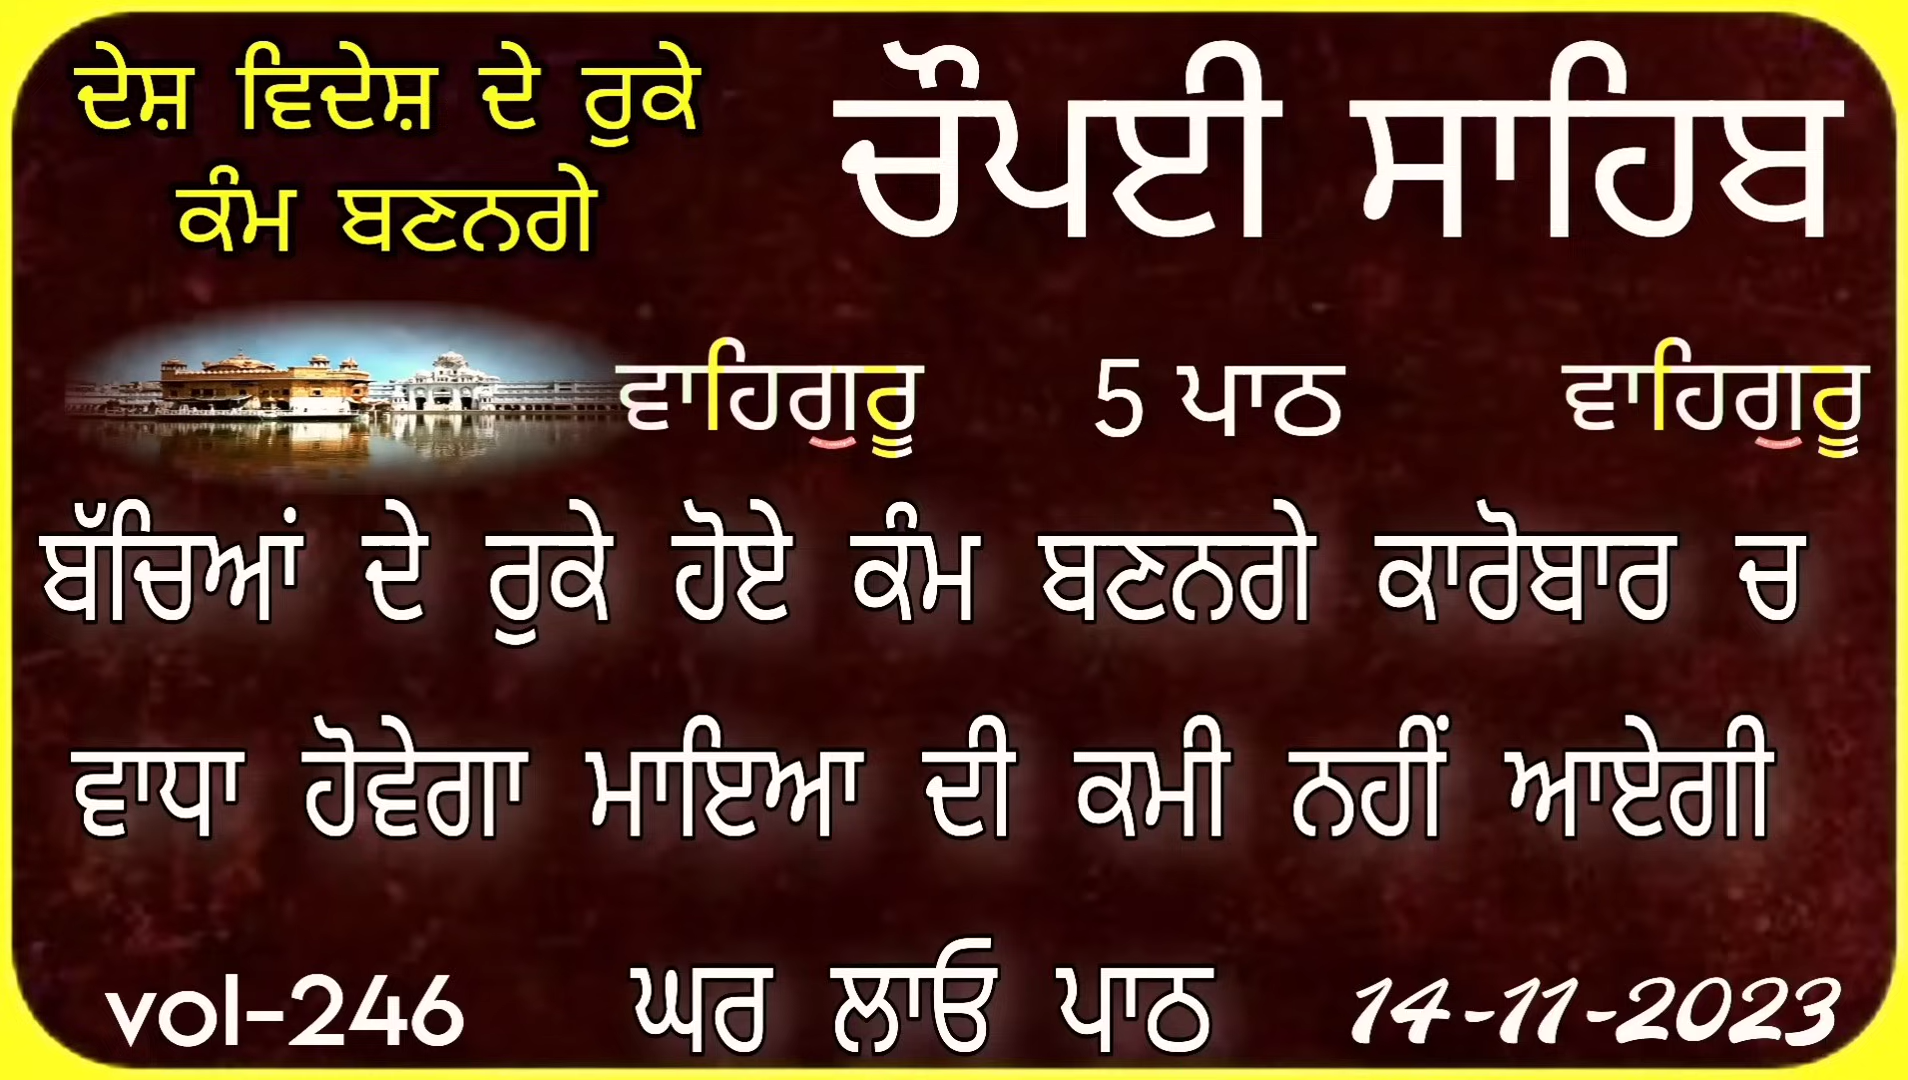 ਦੇਸ਼ ਵਿਦੇਸ਼ ਦੇ ਰੁਕੇ
ਕੰਮ ਬਣਨਗੇ
ਚੌਪਈ ਸਾਹਿਬ
ਵਾਹਿਗੁਰੂ 5 ਪਾਠ ਵਾਹਿਗੁਰੂ
ਬੱਚਿਆਂ ਦੇ ਰੁਕੇ ਹੋਏ ਕੰਮ ਬਣਨਗੇ ਕਾਰੋਬਾਰ ਚ
ਵਾਧਾ ਹੋਵੇਗਾ ਮਾਇਆ ਦੀ ਕਮੀ ਨਹੀਂ ਆਏਗੀ
vol-246 ਘਰ ਲਾਓ ਪਾਠ 14-11-2023